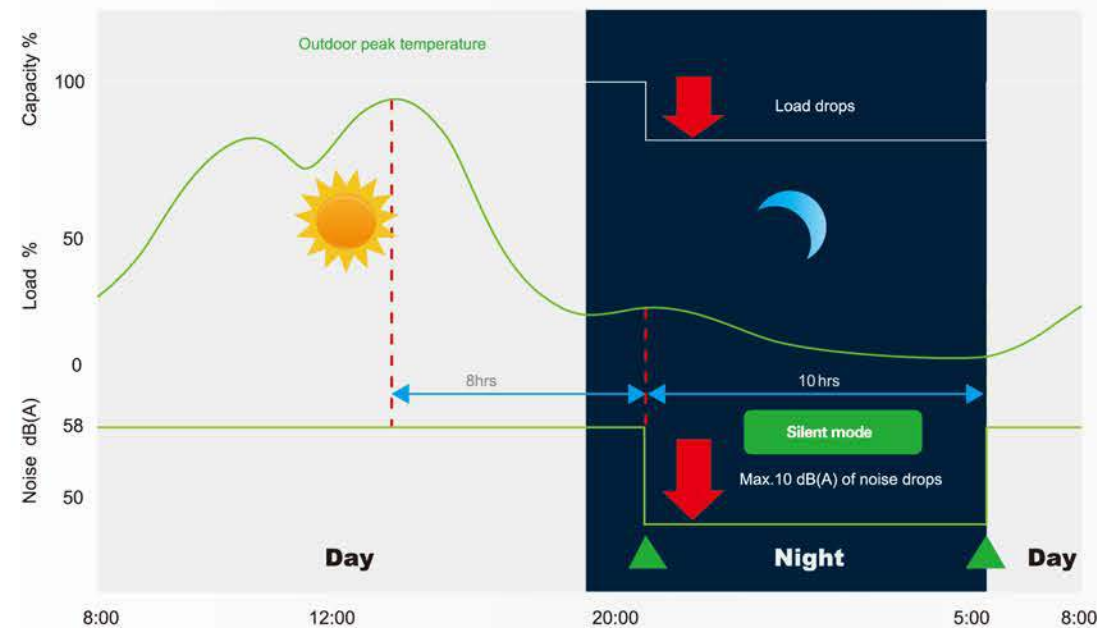 Capacity %
Outdoor peak temperature
100
Load drops
50
Load %
0
8hrs
10 hrs
58
Noise dB(A)
Silent mode
Max.10 dB(A) of noise drops
50
Day
Night
Day
8:00
12:00
20:00
5:00
8:00